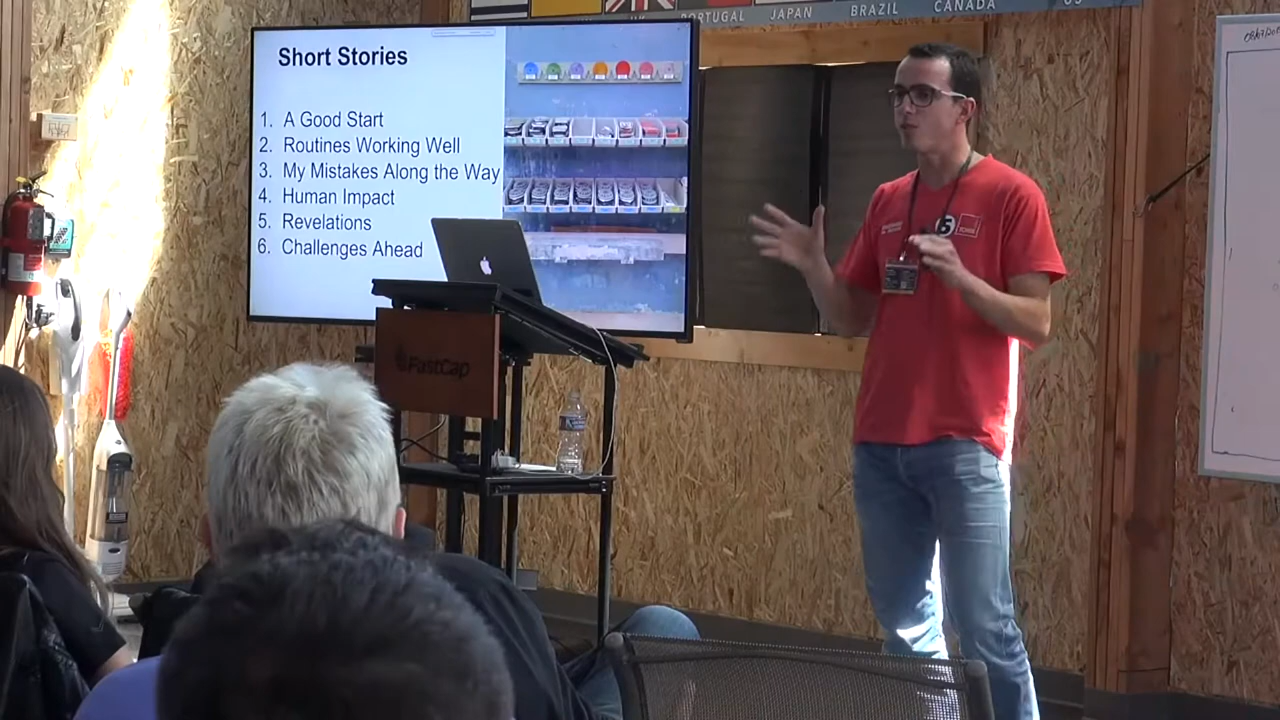 PORTUGAL JAPAN BRAZIL CANADA US
Short Stories
1. A Good Start
2. Routines Working Well
3. My Mistakes Along the Way
4. Human Impact
5. Revelations
6. Challenges Ahead
FastCap